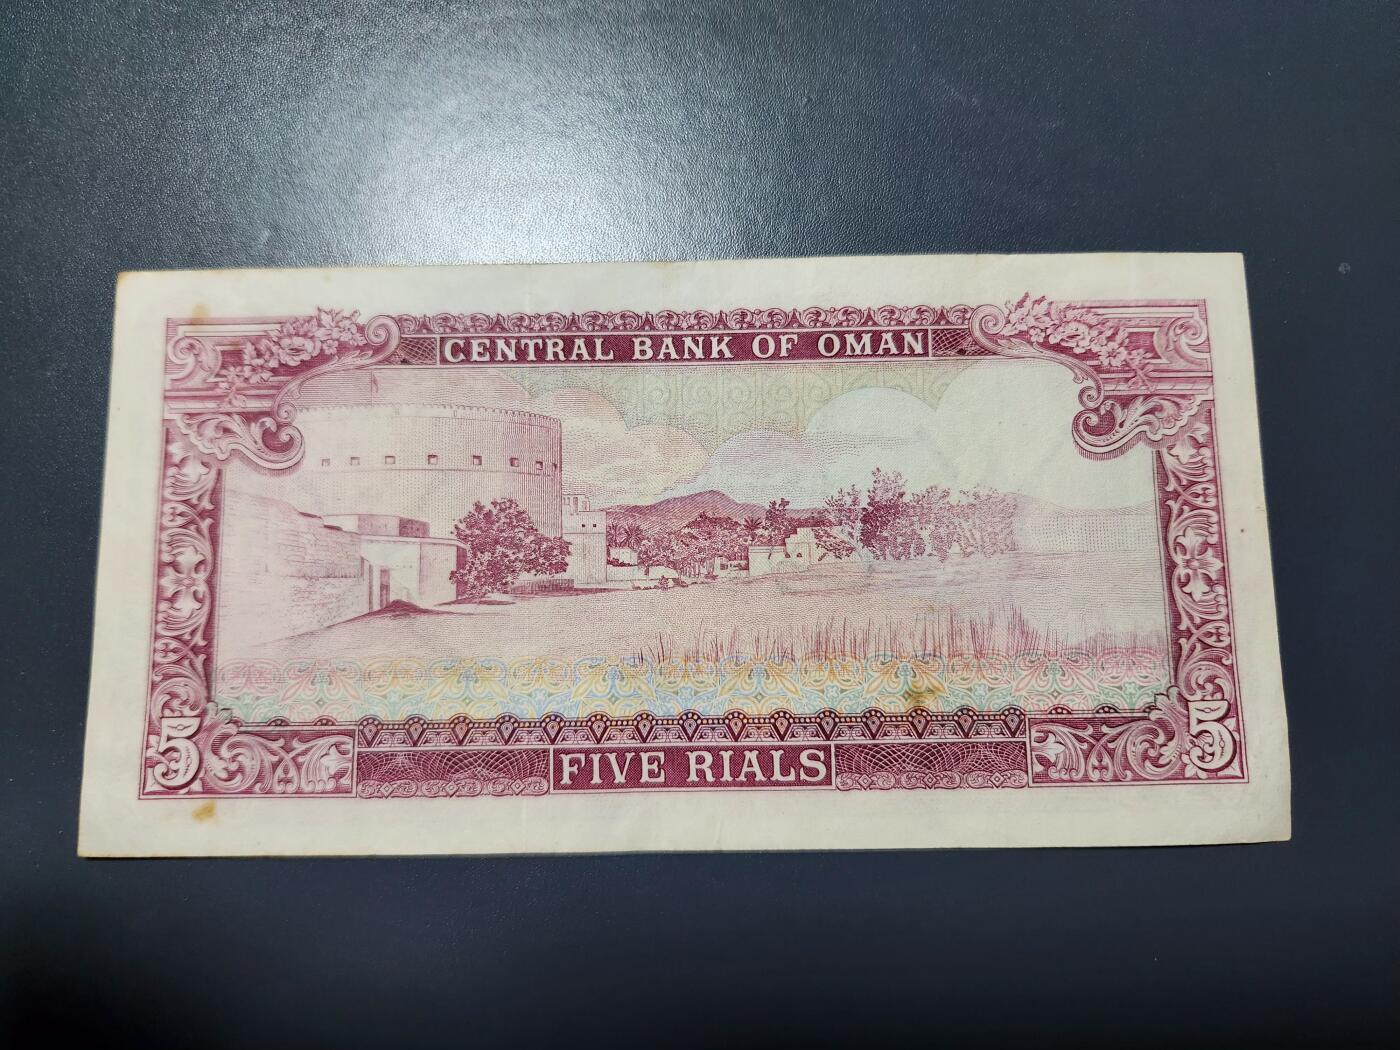 CENTRAL BANK OF OMAN
5 5
FIVE RIALS